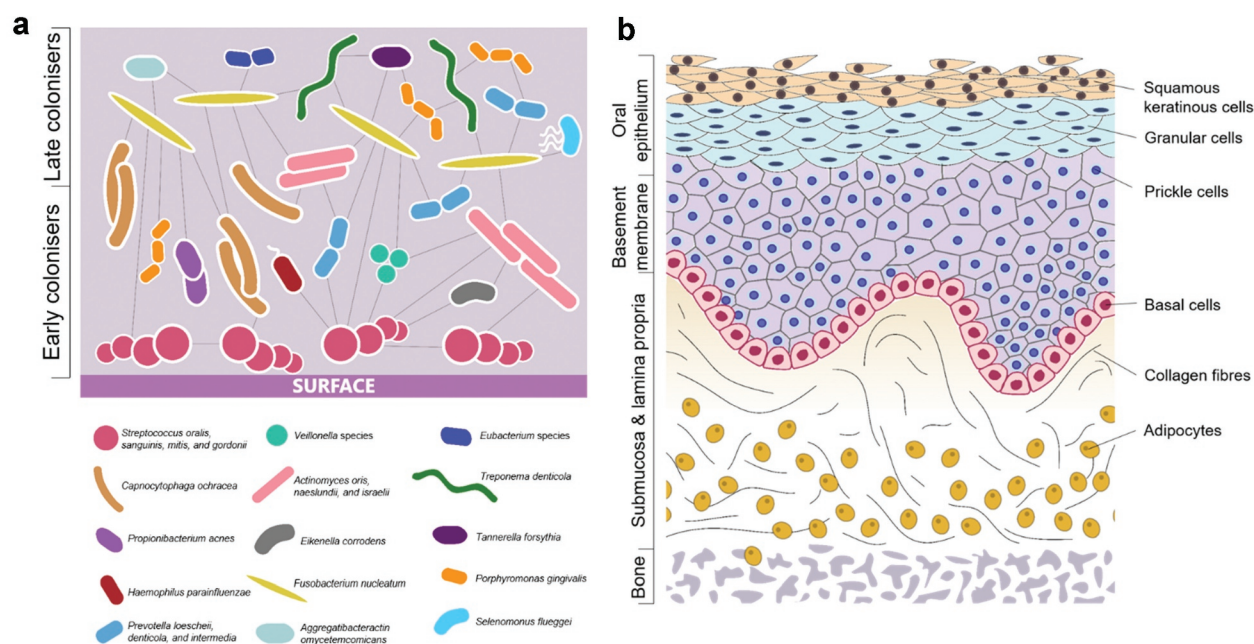 a
Late colonisers
Early colonisers
SURFACE
Streptococcus oralis,
sanguinis, mitis, and gordonii
Veillonella species
Eubacterium species
Capnocytophaga ochracea
Actinomyces oris,
naeslundii, and israelii
Treponema denticola
Propionibacterium acnes
Eikenella corrodens
Tannerella forsythia
Haemophilus parainfluenzae
Fusobacterium nucleatum
Porphyromonas gingivalis
Prevotella loescheii,
denticola, and intermedia
Aggregatibacteractin
omycetemcomicans
Selenomonus flueggei
b
Oral
epithelium
Basement
membrane
Submucosa & lamina propria
Bone
Squamous
keratinous cells
Granular cells
Prickle cells
Basal cells
Collagen fibres
Adipocytes